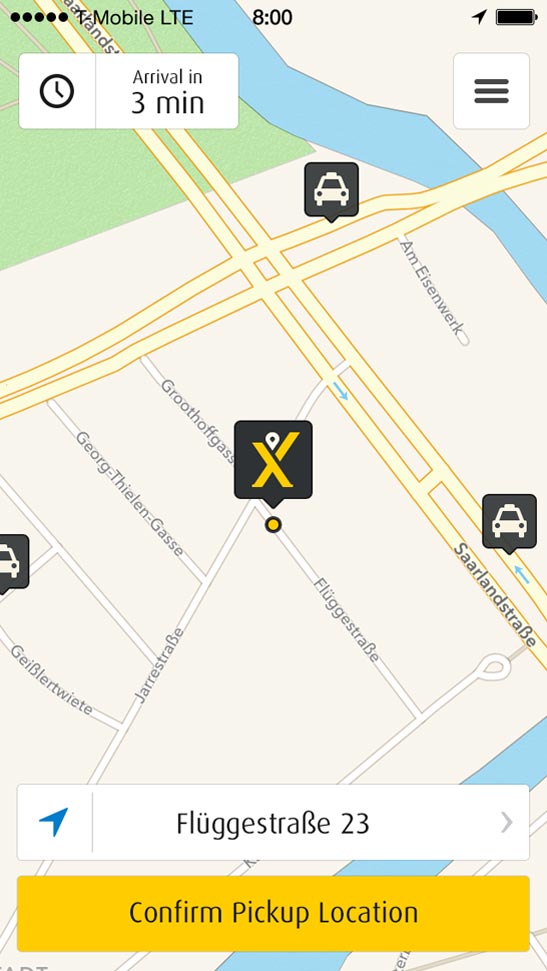 T-Mobile LTE
8:00
Saarlandstraße
Arrival in
3 min
Am Eisenwerk
Groothoffgasse
Georg-Thielen-Gasse
X
Saarlandstraße
Flüggestraße
Jarrestraße
Geißlertwiete
Flüggestraße 23
Confirm Pickup Location